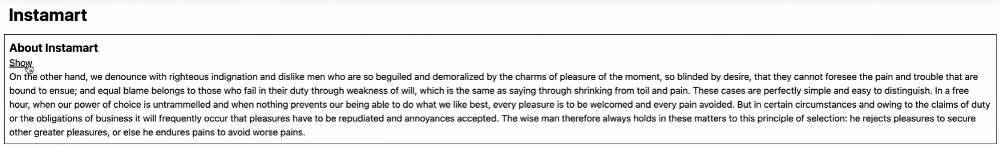 Instamart
About Instamart
Show
On the other hand, we denounce with righteous indignation and dislike men who are so beguiled and demoralized by the charms of pleasure of the moment, so blinded by desire, that they cannot foresee the pain and trouble that are
bound to ensue; and equal blame belongs to those who fail in their duty through weakness of will, which is the same as saying through shrinking from toil and pain. These cases are perfectly simple and easy to distinguish. In a free
hour, when our power of choice is untrammelled and when nothing prevents our being able to do what we like best, every pleasure is to be welcomed and every pain avoided. But in certain circumstances and owing to the claims of duty
or the obligations of business it will frequently occur that pleasures have to be repudiated and annoyances accepted. The wise man therefore always holds in these matters to this principle of selection: he rejects pleasures to secure
other greater pleasures, or else he endures pains to avoid worse pains.